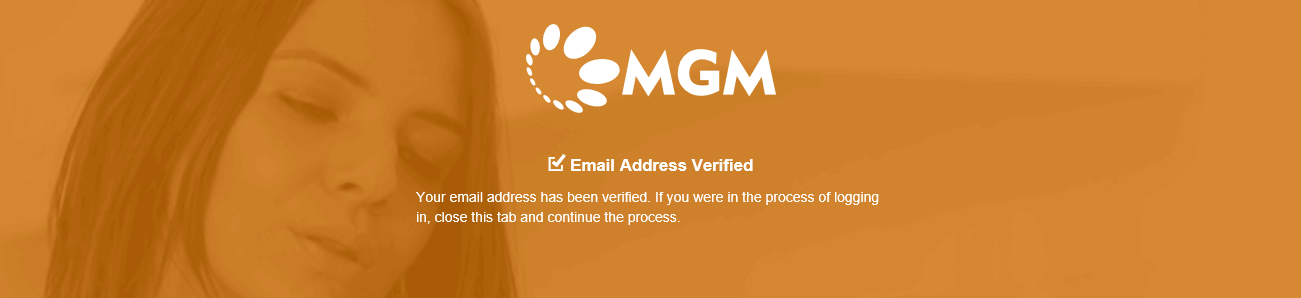 MGM
Email Address Verified
Your email address has been verified. If you were in the process of logging
in, close this tab and continue the process.